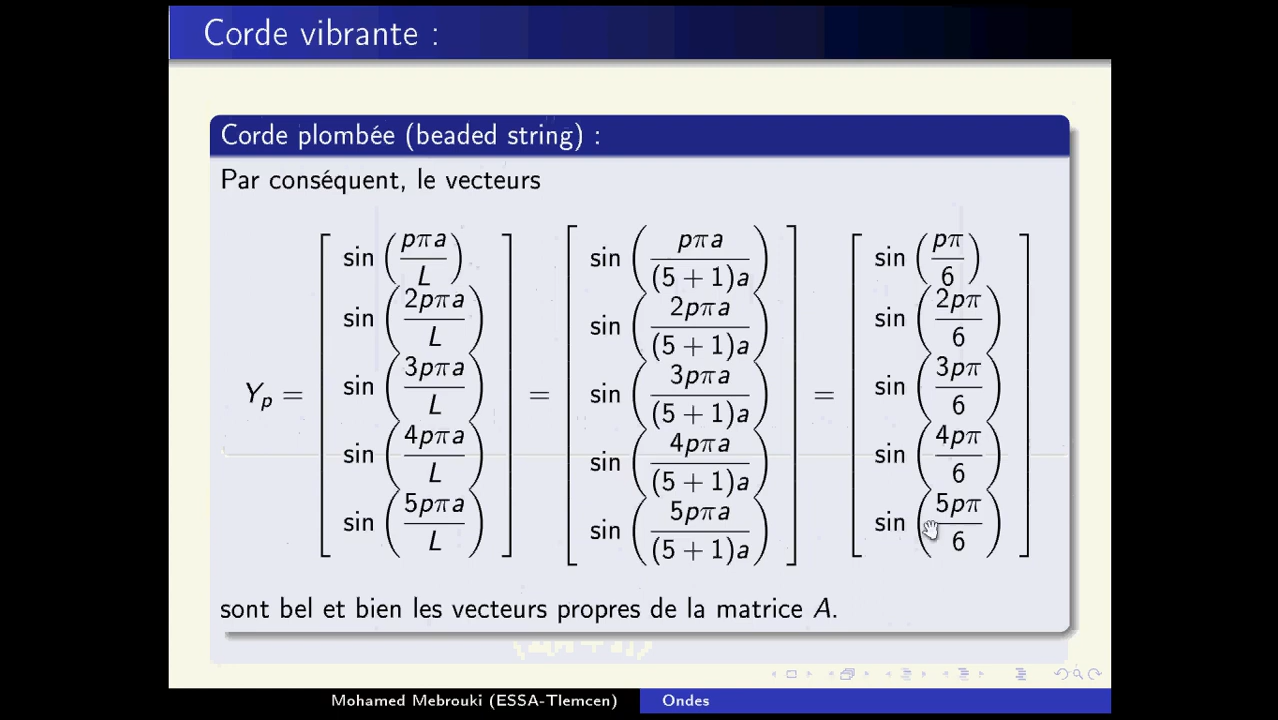 Corde vibrante :
Corde plombée (beaded string) :
Par conséquent, le vecteurs
Y_p = [ sin(pπa/L) ; sin(2pπa/L) ; sin(3pπa/L) ; sin(4pπa/L) ; sin(5pπa/L) ] = [ sin(pπa/(5 + 1)a) ; sin(2pπa/(5 + 1)a) ; sin(3pπa/(5 + 1)a) ; sin(4pπa/(5 + 1)a) ; sin(5pπa/(5 + 1)a) ] = [ sin(pπ/6) ; sin(2pπ/6) ; sin(3pπ/6) ; sin(4pπ/6) ; sin(5pπ/6) ]
sont bel et bien les vecteurs propres de la matrice A.
Mohamed Mebrouki (ESSA-Tlemcen) Ondes